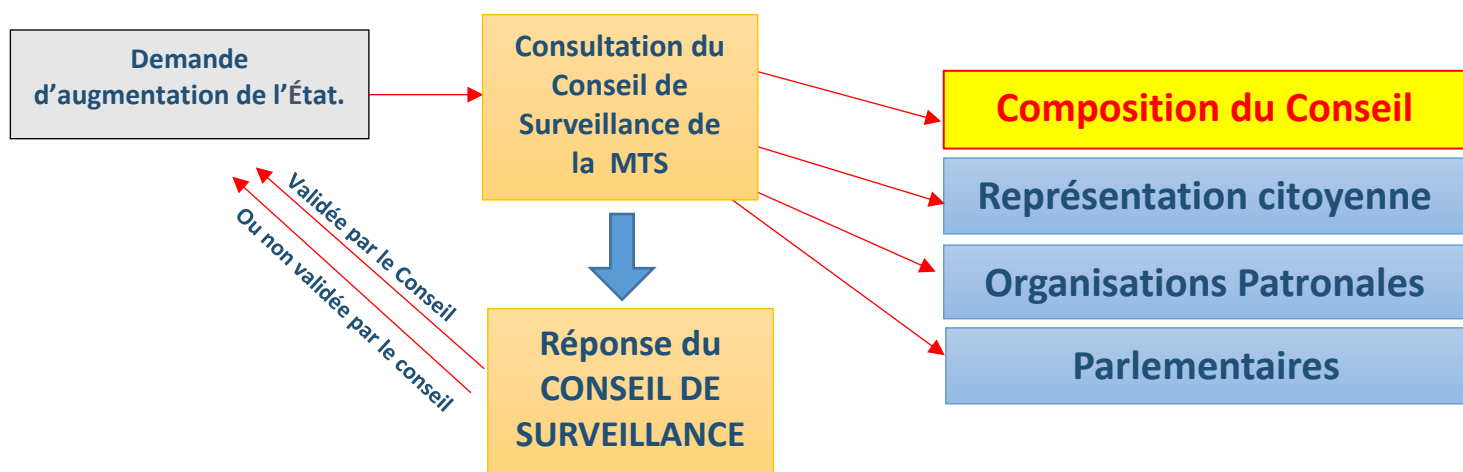 Demande
d'augmentation de l'État.
Consultation du
Conseil de
Surveillance de
la MTS
Composition du Conseil
Représentation citoyenne
Organisations Patronales
Parlementaires
Validée par le Conseil
Ou non validée par le conseil
Réponse du
CONSEIL DE
SURVEILLANCE